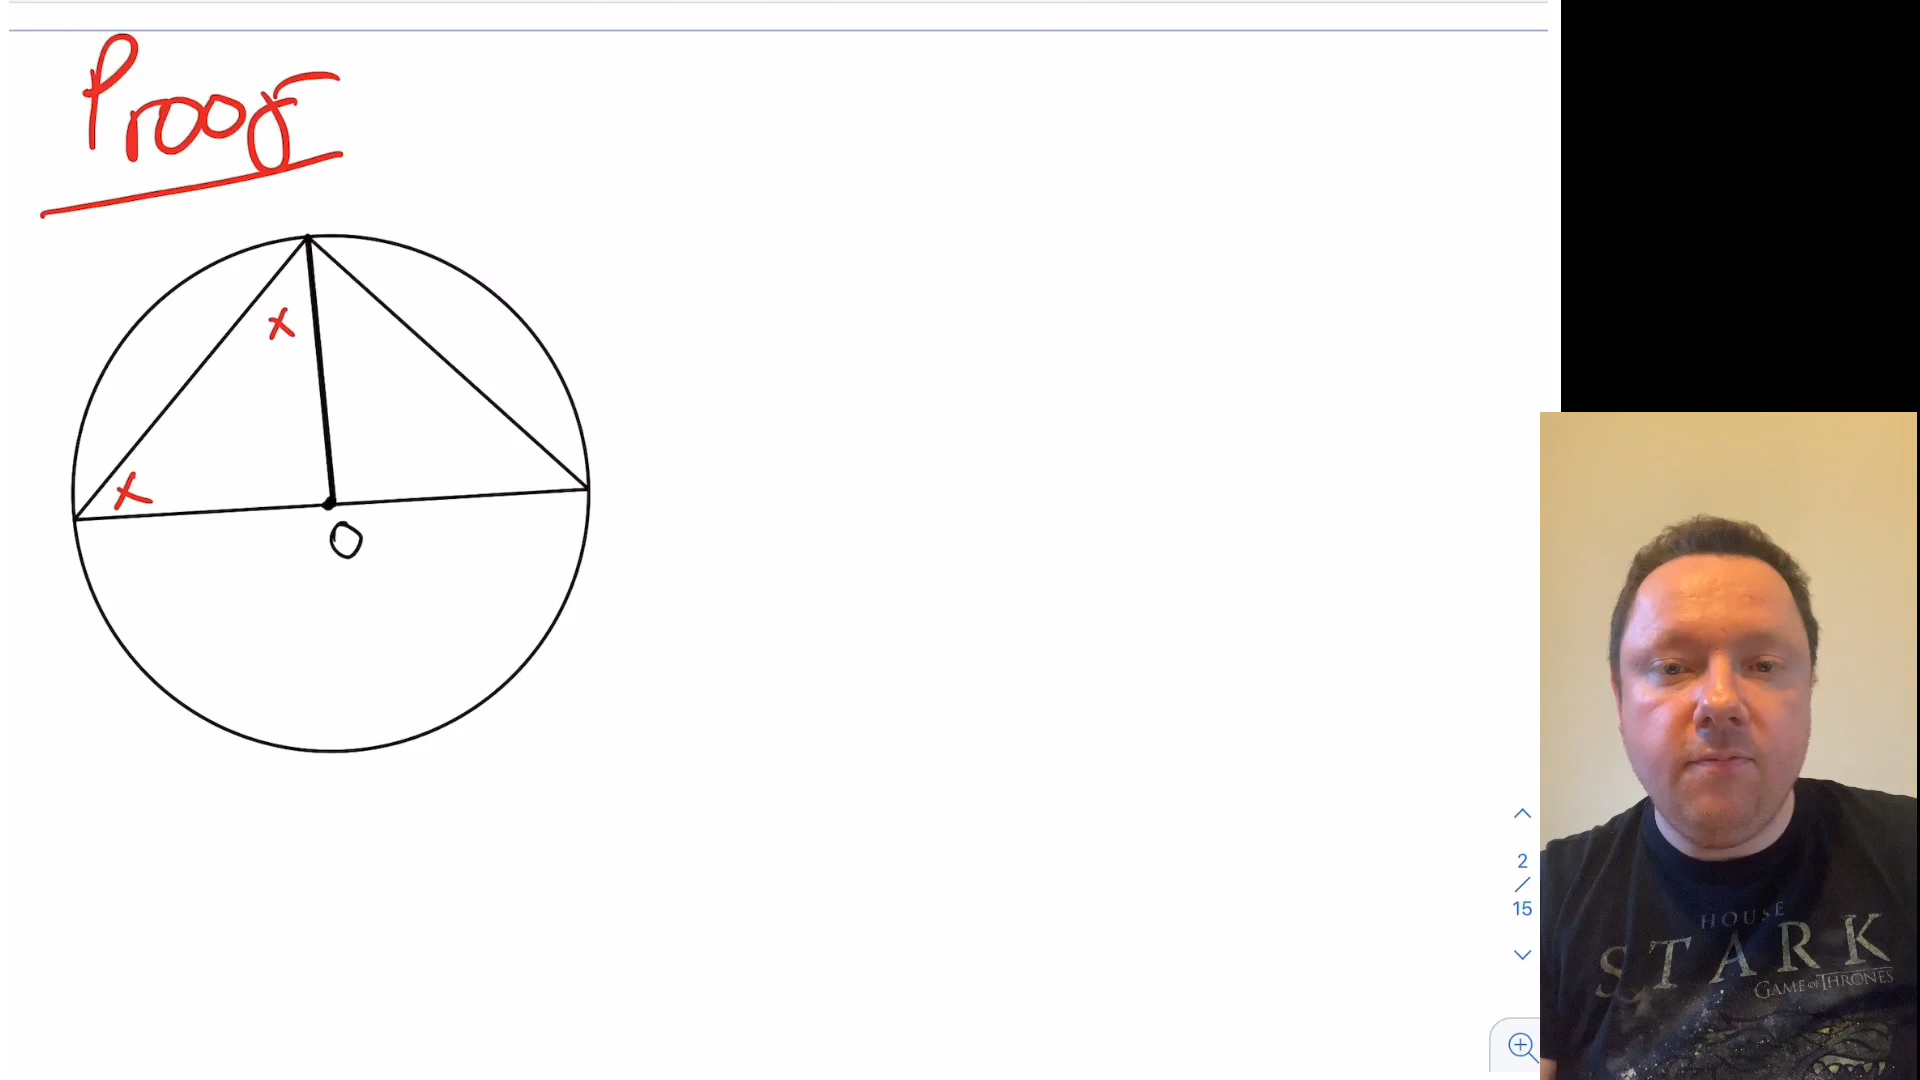 Proof
x
x
O
2
/
15
HOUSE
STARK
GAME OF THRONES